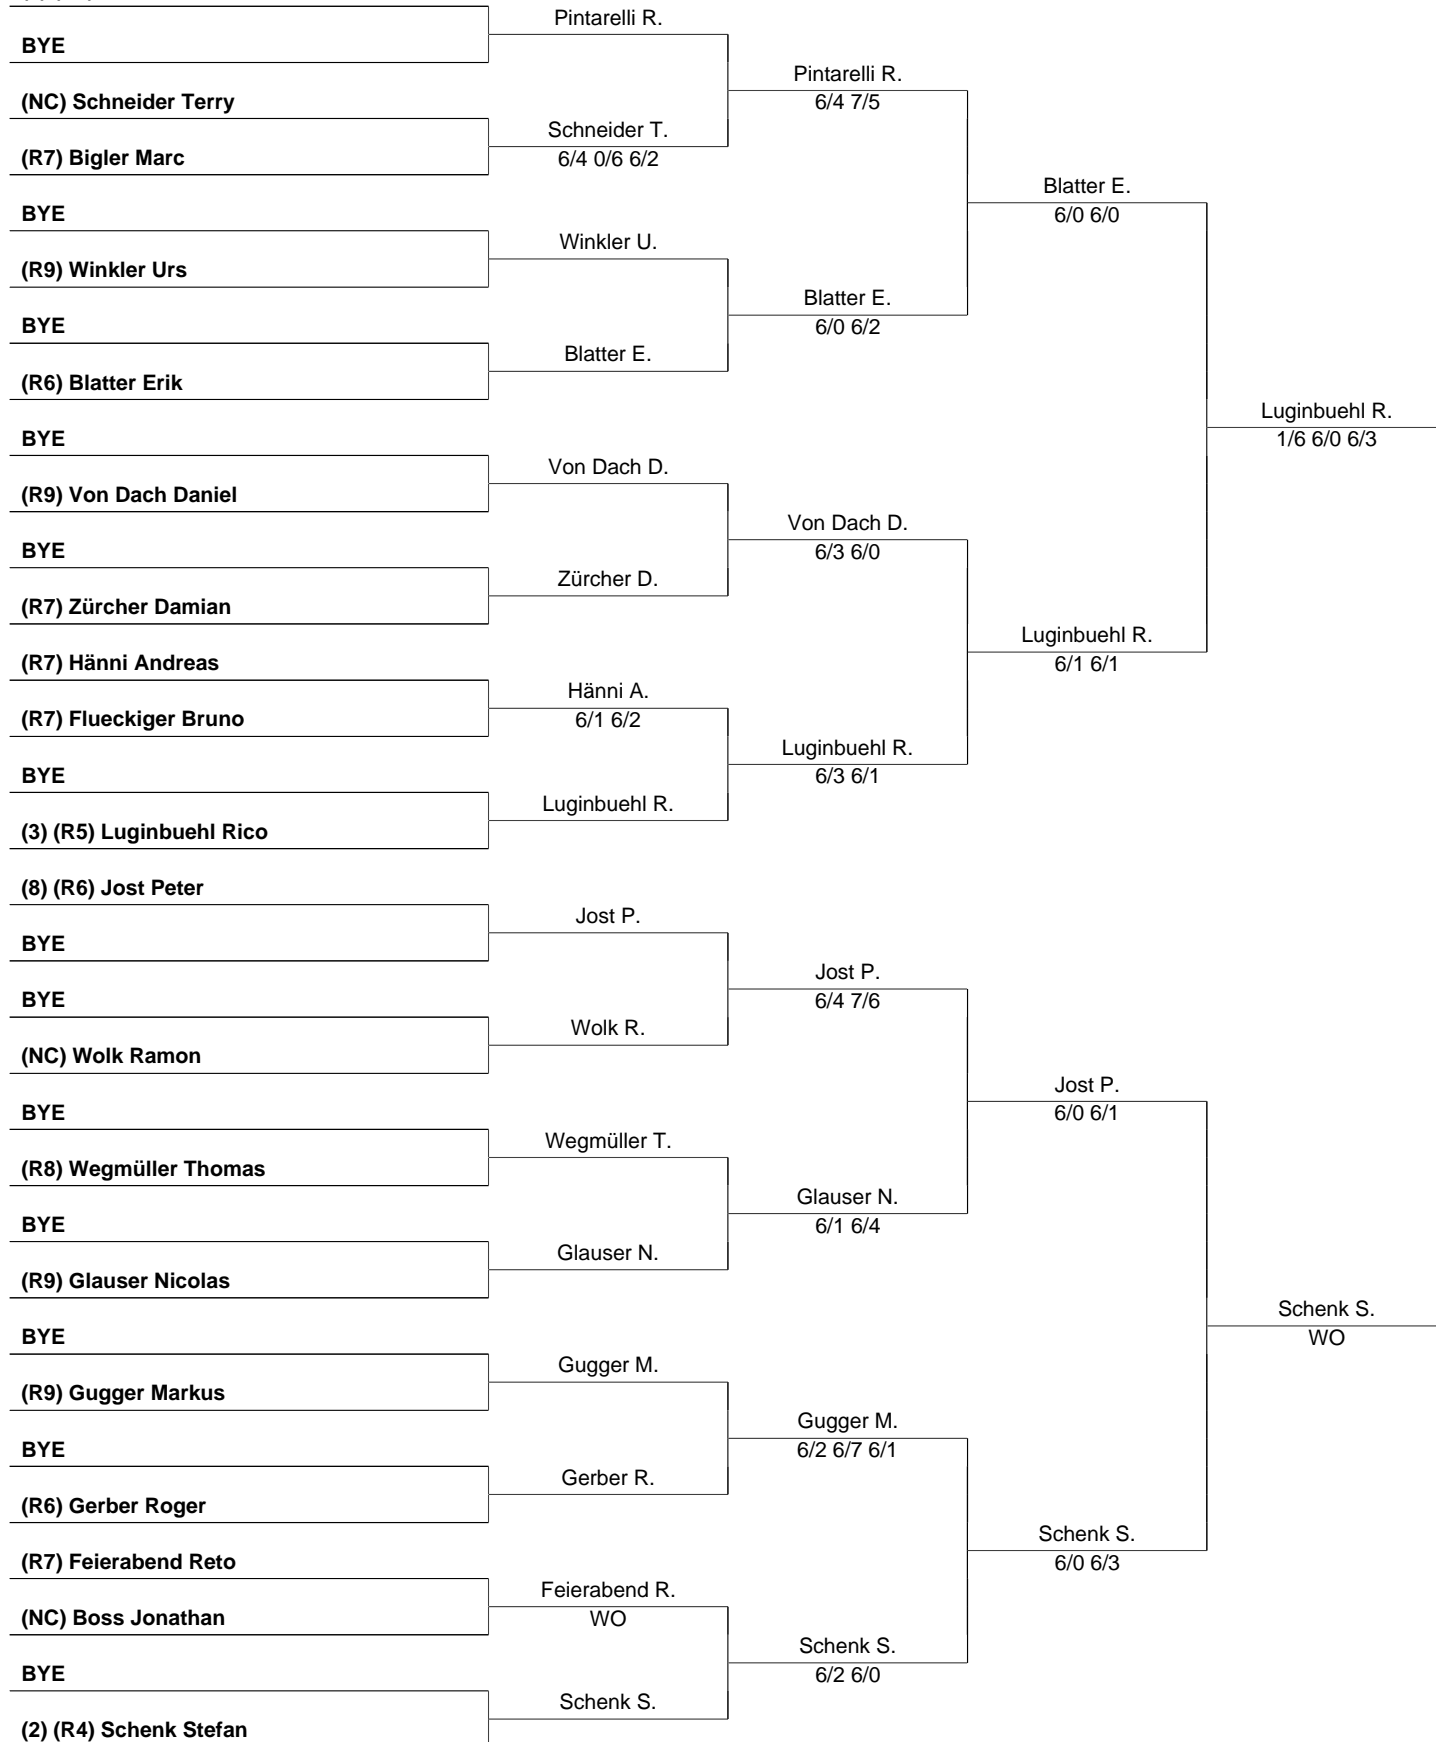 BYE
(NC) Schneider Terry
(R7) Bigler Marc
BYE
(R9) Winkler Urs
BYE
(R6) Blatter Erik
BYE
(R9) Von Dach Daniel
BYE
(R7) Zürcher Damian
(R7) Hänni Andreas
(R7) Flueckiger Bruno
BYE
(3) (R5) Luginbuehl Rico
(8) (R6) Jost Peter
BYE
BYE
(NC) Wolk Ramon
BYE
(R8) Wegmüller Thomas
BYE
(R9) Glauser Nicolas
BYE
(R9) Gugger Markus
BYE
(R6) Gerber Roger
(R7) Feierabend Reto
(NC) Boss Jonathan
BYE
(2) (R4) Schenk Stefan
Pintarelli R.
Schneider T.
6/4 0/6 6/2
Winkler U.
Blatter E.
Von Dach D.
Zürcher D.
Hänni A.
6/1 6/2
Luginbuehl R.
Jost P.
Wolk R.
Wegmüller T.
Glauser N.
Gugger M.
Gerber R.
Feierabend R.
WO
Schenk S.
Pintarelli R.
6/4 7/5
Blatter E.
6/0 6/2
Von Dach D.
6/3 6/0
Luginbuehl R.
6/3 6/1
Jost P.
6/4 7/6
Glauser N.
6/1 6/4
Gugger M.
6/2 6/7 6/1
Schenk S.
6/2 6/0
Blatter E.
6/0 6/0
Luginbuehl R.
6/1 6/1
Jost P.
6/0 6/1
Schenk S.
6/0 6/3
Luginbuehl R.
1/6 6/0 6/3
Schenk S.
WO